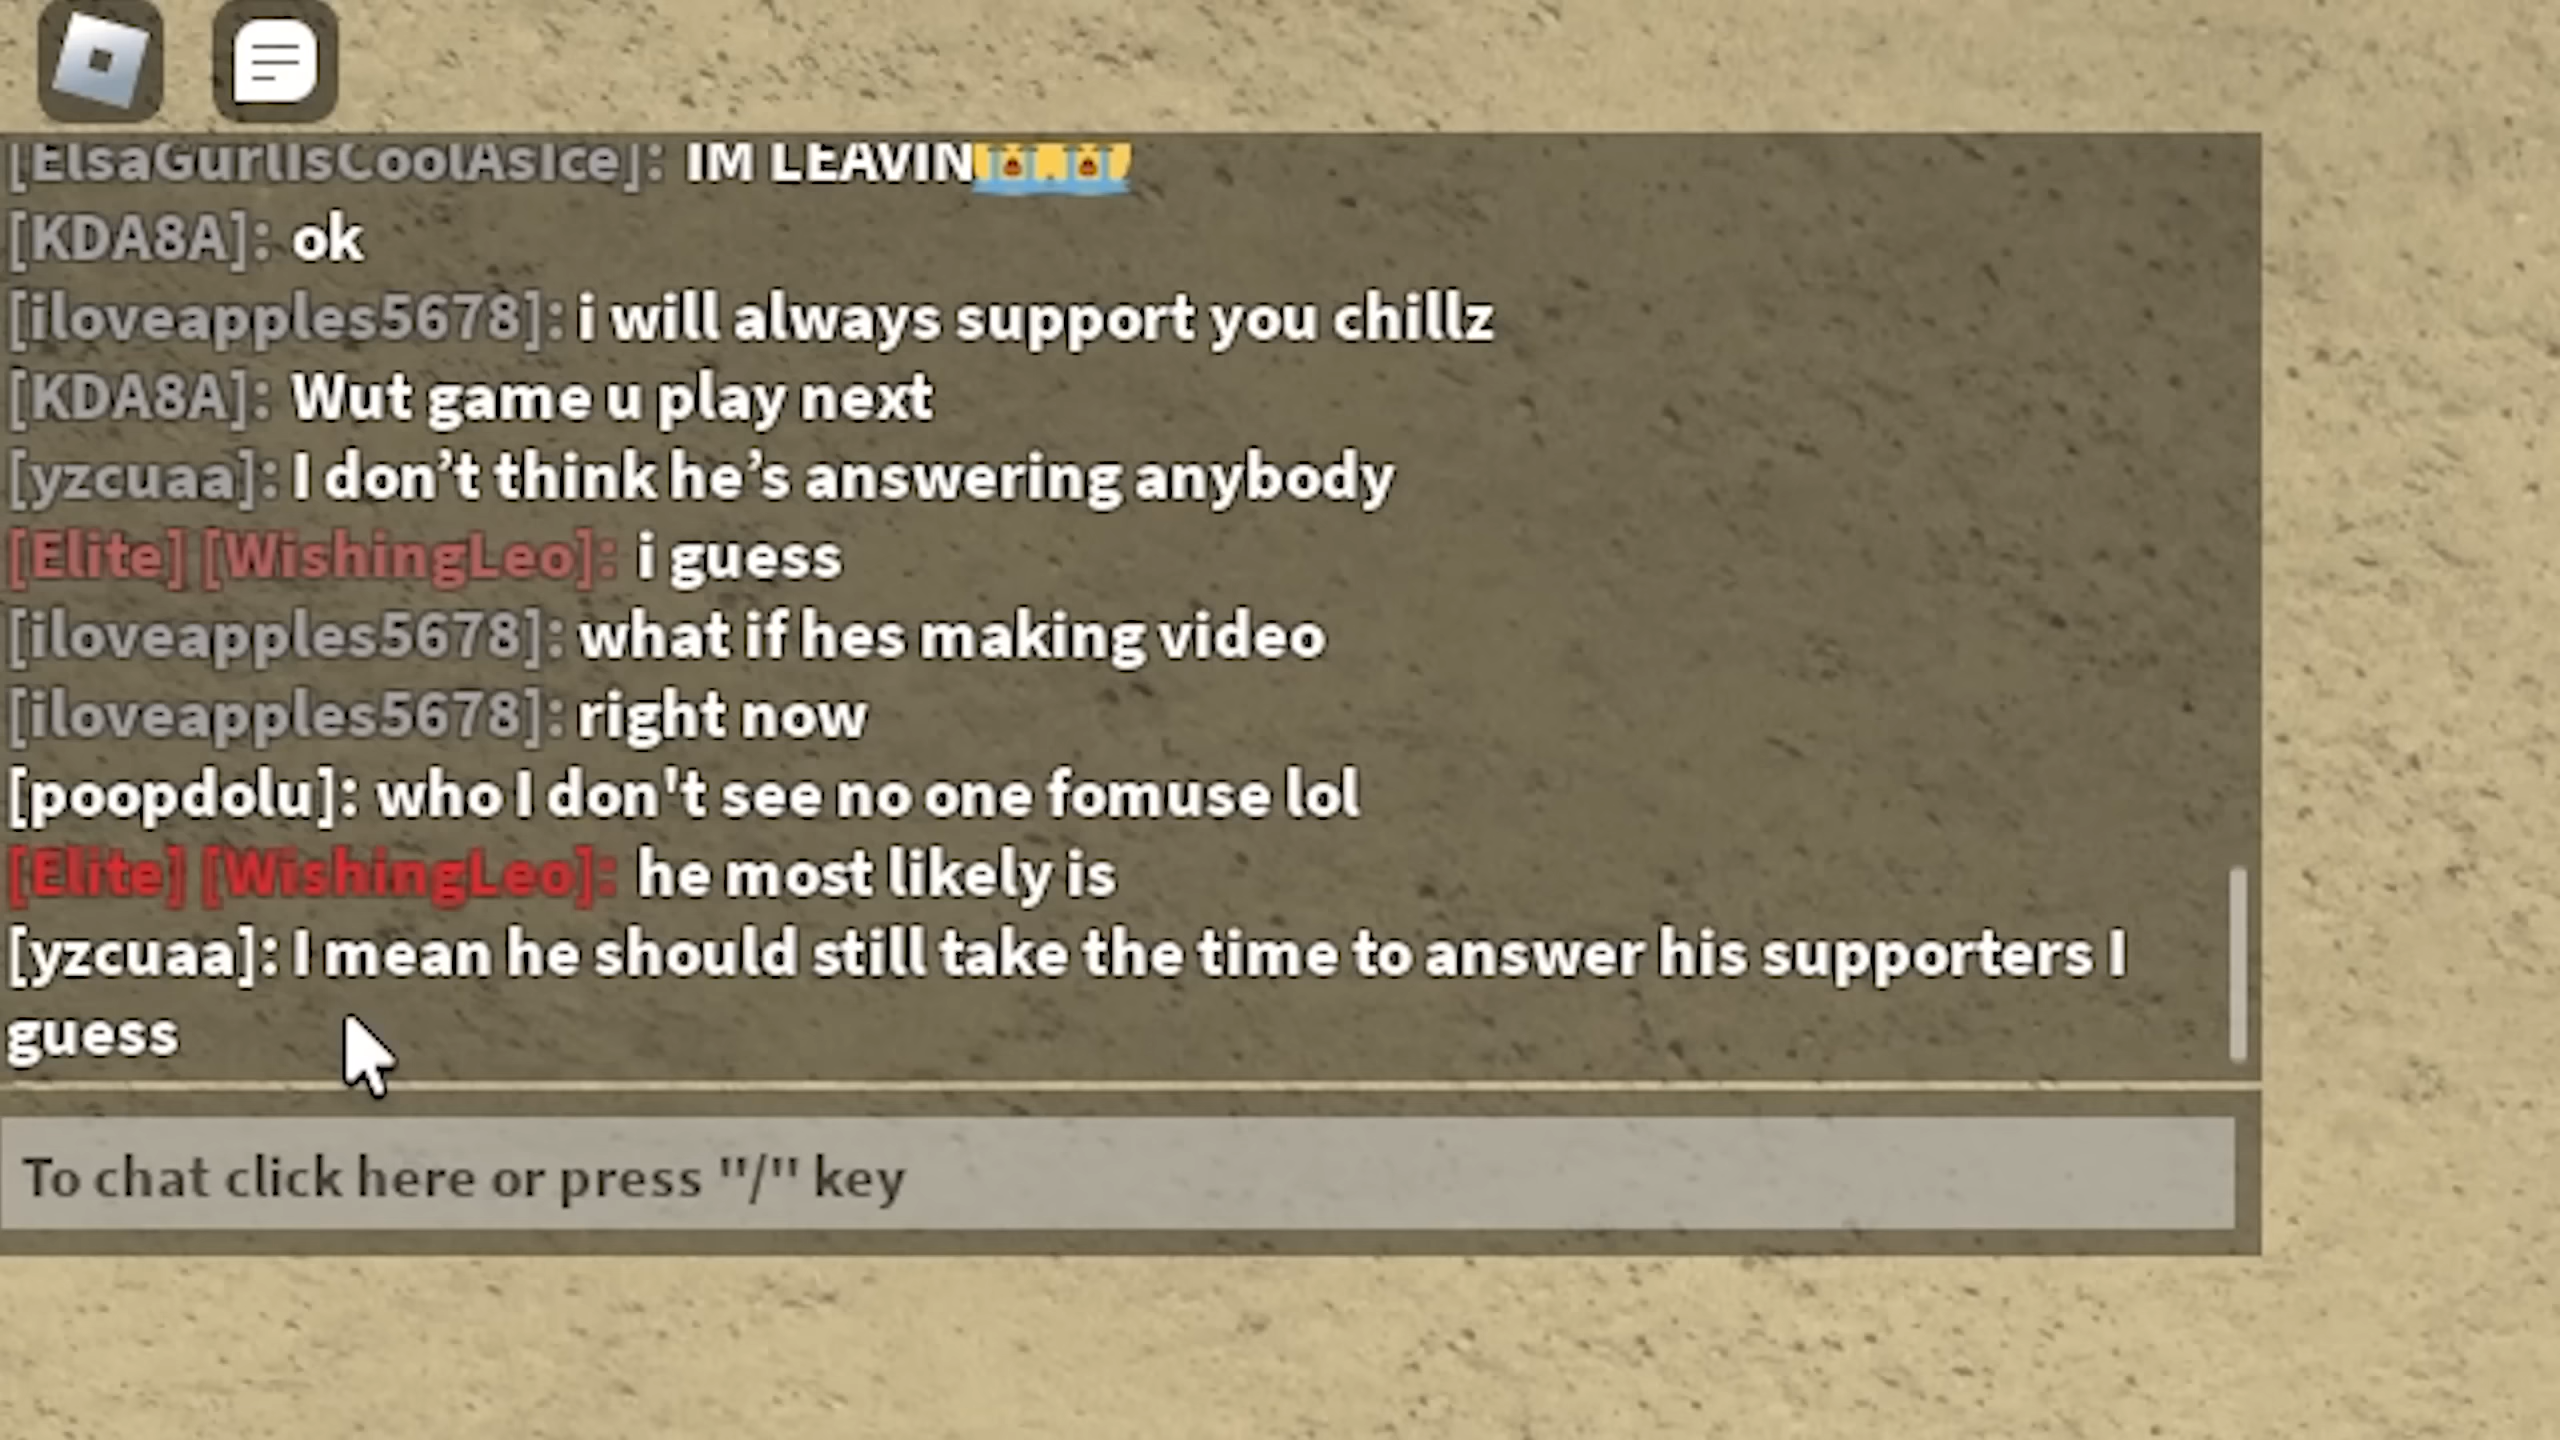 [ElsaGurlIsCoolAsIce]: IM LEAVIN😭😭
[KDA8A]: ok
[iloveapples5678]: i will always support you chillz
[KDA8A]: Wut game u play next
[yzcuaa]: I don’t think he’s answering anybody
[Elite] [WishingLeo]: i guess
[iloveapples5678]: what if hes making video
[iloveapples5678]: right now
[poopdolu]: who I don't see no one fomuse lol
[Elite] [WishingLeo]: he most likely is
[yzcuaa]: I mean he should still take the time to answer his supporters I
guess
To chat click here or press "/" key